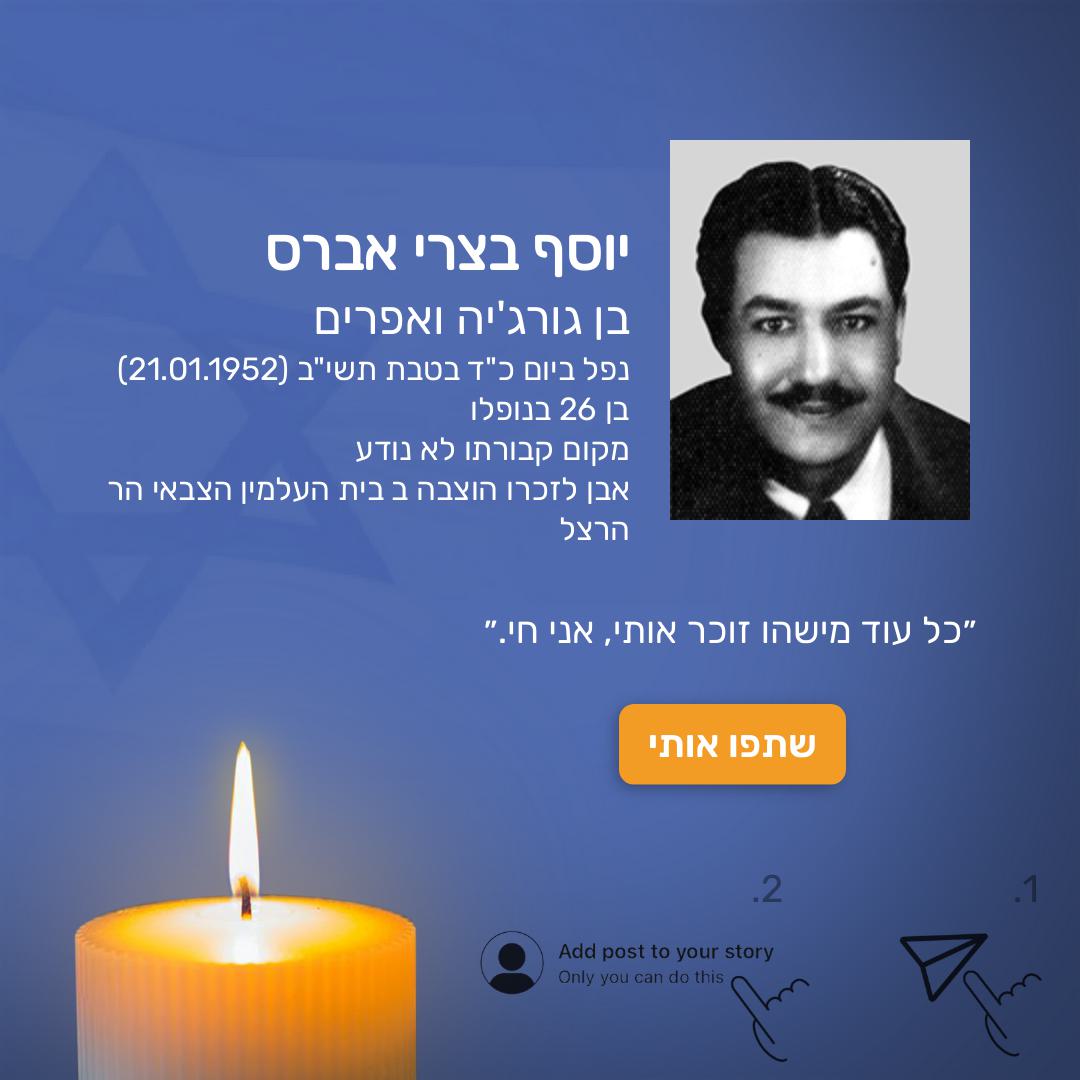 יוסף בצרי אברס
בן גורג'יה ואפרים
נפל ביום כ"ד בטבת תשי"ב (21.01.1952)
בן 26 בנופלו
מקום קבורתו לא נודע
אבן לזכרו הוצבה ב בית העלמין הצבאי הר
הרצל
״כל עוד מישהו זוכר אותי, אני חי.״
שתפו אותי
1.
2.
Add post to your story
Only you can do this